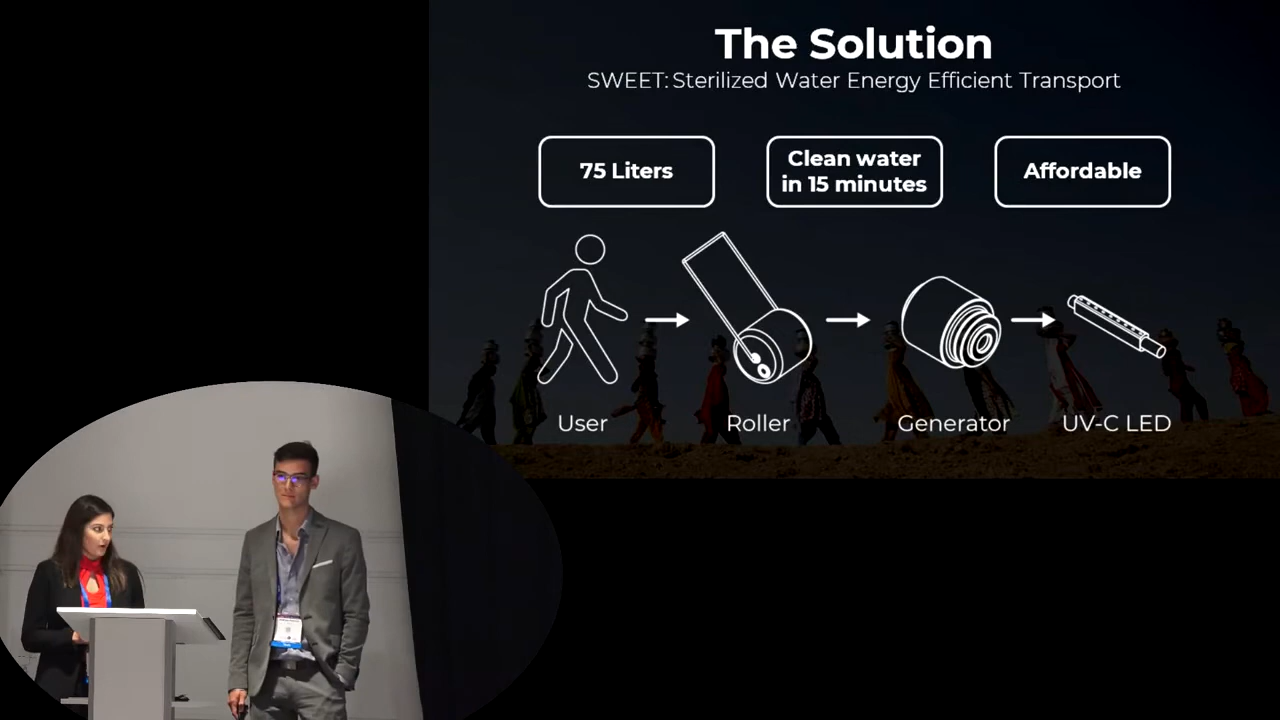 The Solution
SWEET: Sterilized Water Energy Efficient Transport
75 Liters
Clean water
in 15 minutes
Affordable
User
Roller
Generator
UV-C LED